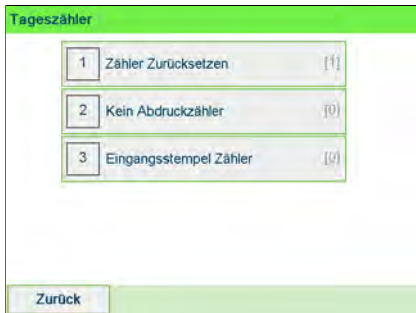 Tageszähler
1 Zähler Zurücksetzen [1]
2 Kein Abdruckzähler [0]
3 Eingangsstempel Zähler [0]
Zurück